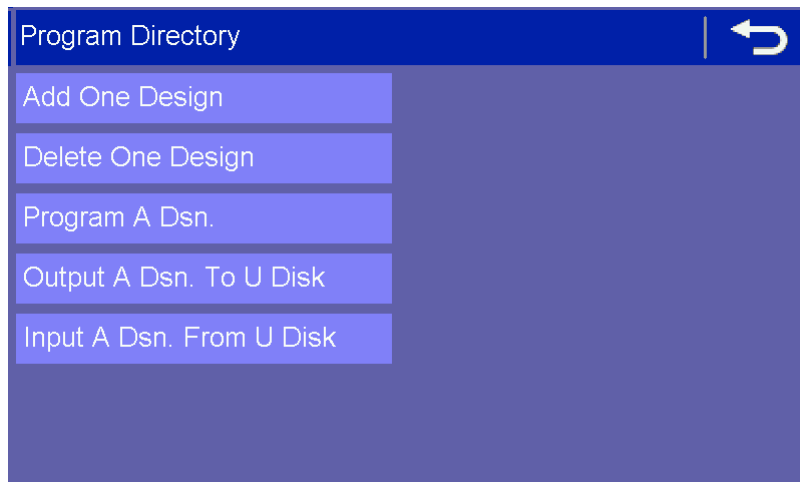 Program Directory
Add One Design
Delete One Design
Program A Dsn.
Output A Dsn. To U Disk
Input A Dsn. From U Disk